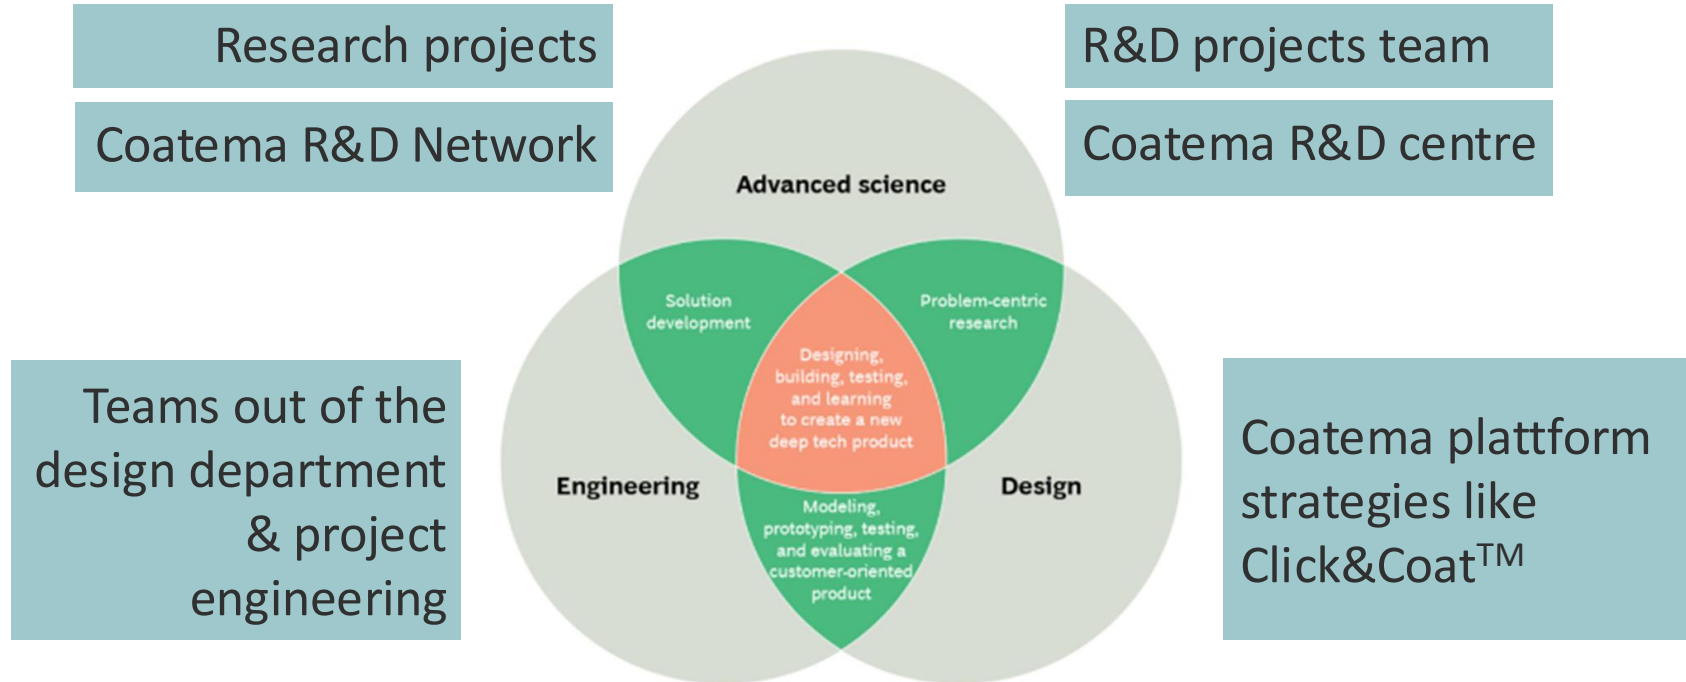 Research projects
R&D projects team
Coatema R&D Network
Coatema R&D centre
Advanced science
Solution
development
Problem-centric
research
Designing,
building, testing,
and learning
to create a new
deep tech product
Teams out of the
design department
& project
engineering
Engineering
Design
Coatema plattform
strategies like
Click&Coat™
Modeling,
prototyping, testing,
and evaluating a
customer-oriented
product